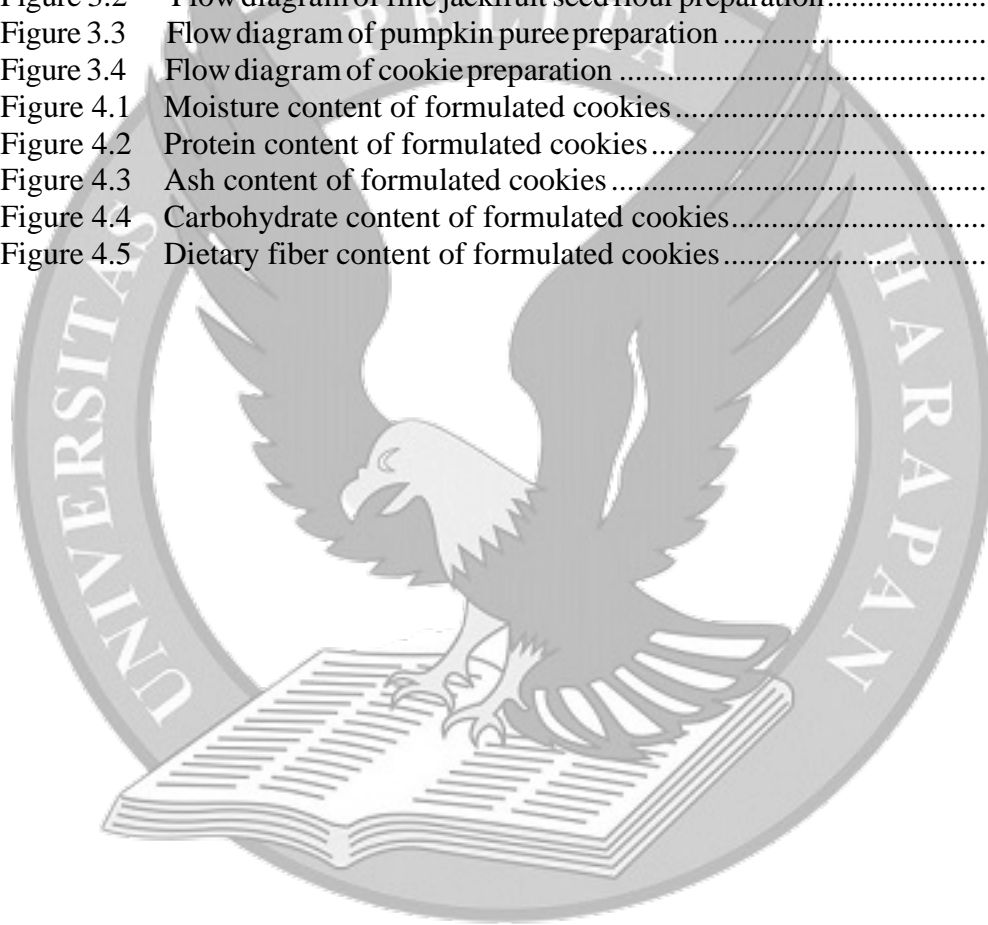 Figure 3.2 Flow diagram of fine jackfruit seed flour preparation..................
Figure 3.3 Flow diagram of pumpkin puree preparation..............................
Figure 3.4 Flow diagram of cookie preparation..........................................
Figure 4.1 Moisture content of formulated cookies...................................
Figure 4.2 Protein content of formulated cookies......................................
Figure 4.3 Ash content of formulated cookies...........................................
Figure 4.4 Carbohydrate content of formulated cookies.............................
Figure 4.5 Dietary fiber content of formulated cookies..............................
UNIVERSITAS
PELITA
HARAPAN